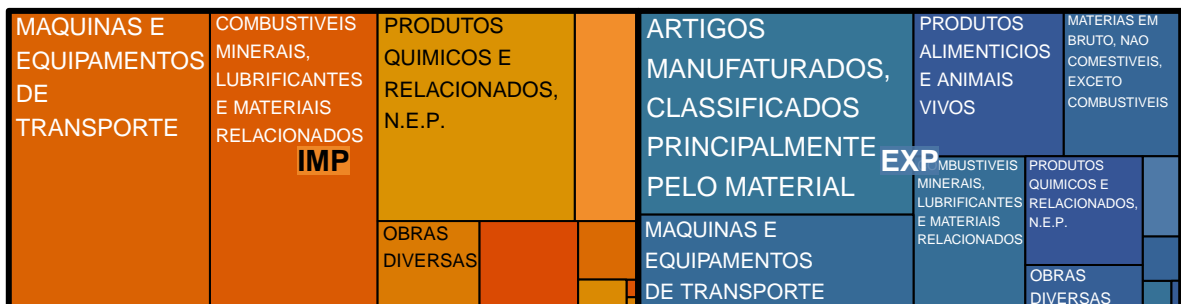 MAQUINAS E
EQUIPAMENTOS
DE
TRANSPORTE
COMBUSTIVEIS
MINERAIS,
LUBRIFICANTES
E MATERIAIS
RELACIONADOS
PRODUTOS
QUIMICOS E
RELACIONADOS,
N.E.P.
OBRAS
DIVERSAS
IMP
ARTIGOS
MANUFATURADOS,
CLASSIFICADOS
PRINCIPALMENTE
PELO MATERIAL
MAQUINAS E
EQUIPAMENTOS
DE TRANSPORTE
PRODUTOS
ALIMENTICIOS
E ANIMAIS
VIVOS
MATERIAS EM
BRUTO, NAO
COMESTIVEIS,
EXCETO
COMBUSTIVEIS
EXP
COMBUSTIVEIS
MINERAIS,
LUBRIFICANTES
E MATERIAIS
RELACIONADOS
PRODUTOS
QUIMICOS E
RELACIONADOS,
N.E.P.
OBRAS
DIVERSAS